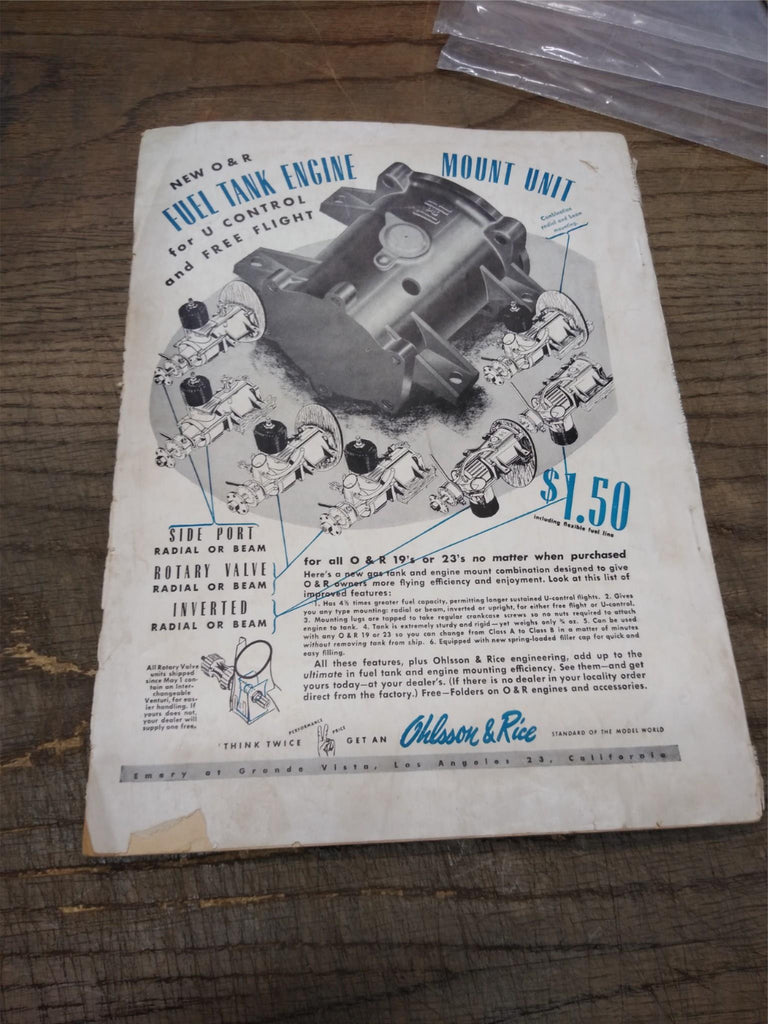 NEW O & R
FUEL TANK ENGINE MOUNT UNIT
for U CONTROL
and FREE FLIGHT
Combination
radial and beam
mounting.
$1.50
including flexible fuel line
SIDE PORT
RADIAL OR BEAM
ROTARY VALVE
RADIAL OR BEAM
INVERTED
RADIAL OR BEAM
for all O & R 19's or 23's no matter when purchased
Here's a new gas tank and engine mount combination designed to give
O & R owners more flying efficiency and enjoyment. Look at this list of
improved features:
1. Has 4½ times greater fuel capacity, permitting longer sustained U-control flights. 2. Gives
you any type mounting: radial or beam, inverted or upright, for either free flight or U-control.
3. Mounting lugs are tapped to take regular crankcase screws so no nuts required to attach
engine to tank. 4. Tank is extremely sturdy and rigid—yet weighs only ¾ oz. 5. Can be used
with any O & R 19 or 23 so you can change from Class A to Class B in a matter of minutes
without removing tank from ship. 6. Equipped with new spring-loaded filler cap for quick and
easy filling.
All these features, plus Ohlsson & Rice engineering, add up to the
ultimate in fuel tank and engine mounting efficiency. See them—and get
yours today—at your dealer's. (If there is no dealer in your locality order
direct from the factory.) Free—Folders on O & R engines and accessories.
All Rotary Valve
units shipped
since May 1 con-
tain an Inter-
changeable
Venturi, for eas-
ier handling. If
yours does not,
your dealer will
supply one free.
'THINK TWICE
PERFORMANCE
PRICE
GET AN
Ohlsson & Rice
STANDARD OF THE MODEL WORLD
Emery at Grande Vista, Los Angeles 23, California